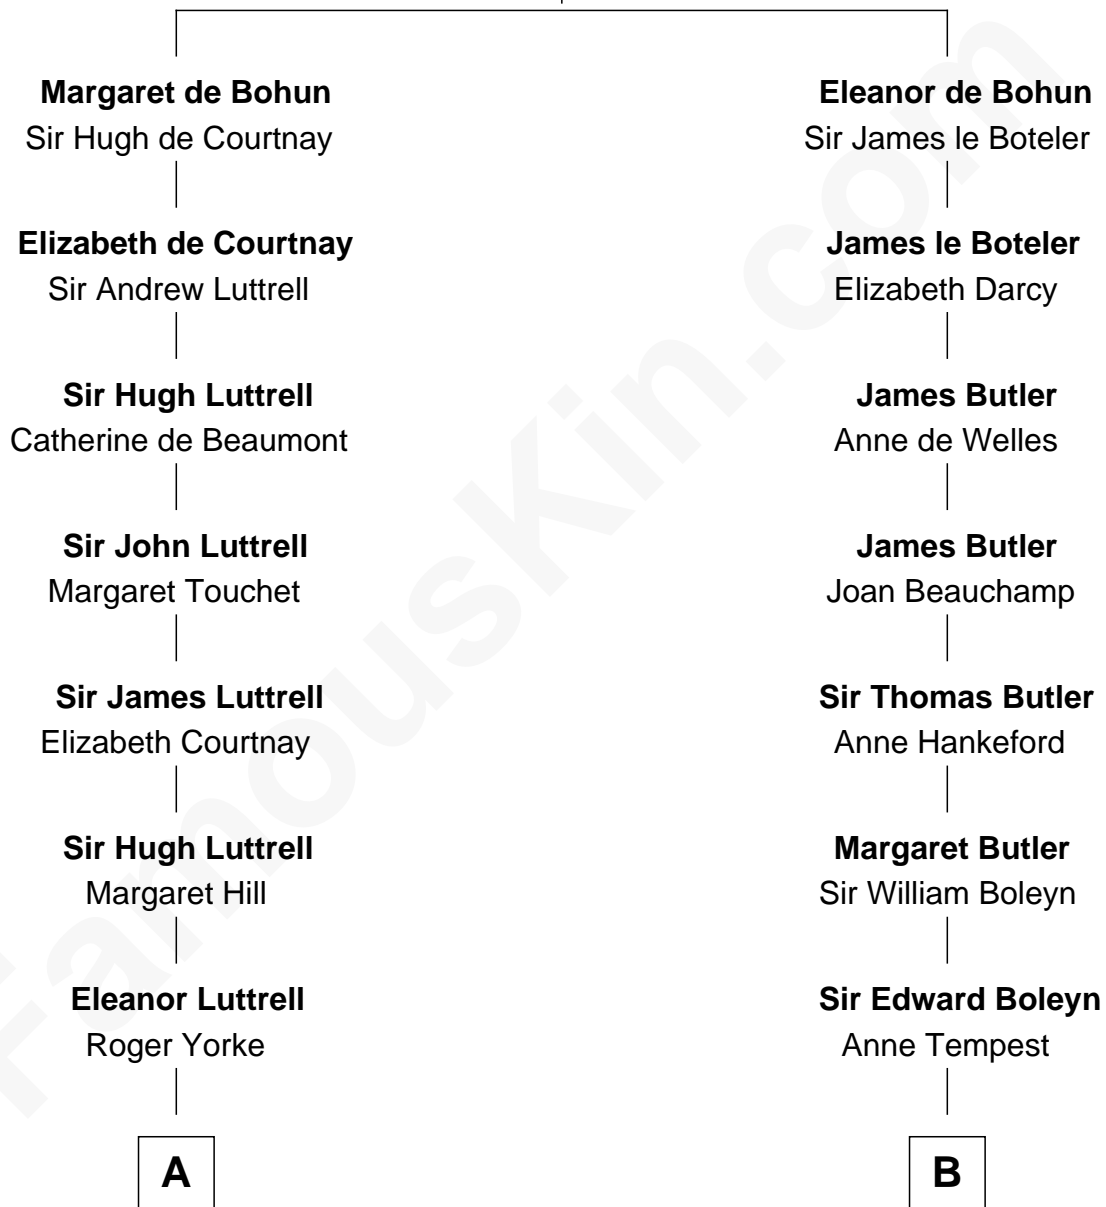 Margaret de Bohun
Sir Hugh de Courtnay
Elizabeth de Courtnay
Sir Andrew Luttrell
Sir Hugh Luttrell
Catherine de Beaumont
Sir John Luttrell
Margaret Touchet
Sir James Luttrell
Elizabeth Courtnay
Sir Hugh Luttrell
Margaret Hill
Eleanor Luttrell
Roger Yorke
A
Eleanor de Bohun
Sir James le Boteler
James le Boteler
Elizabeth Darcy
James Butler
Anne de Welles
James Butler
Joan Beauchamp
Sir Thomas Butler
Anne Hankeford
Margaret Butler
Sir William Boleyn
Sir Edward Boleyn
Anne Tempest
B
FamousKin.com